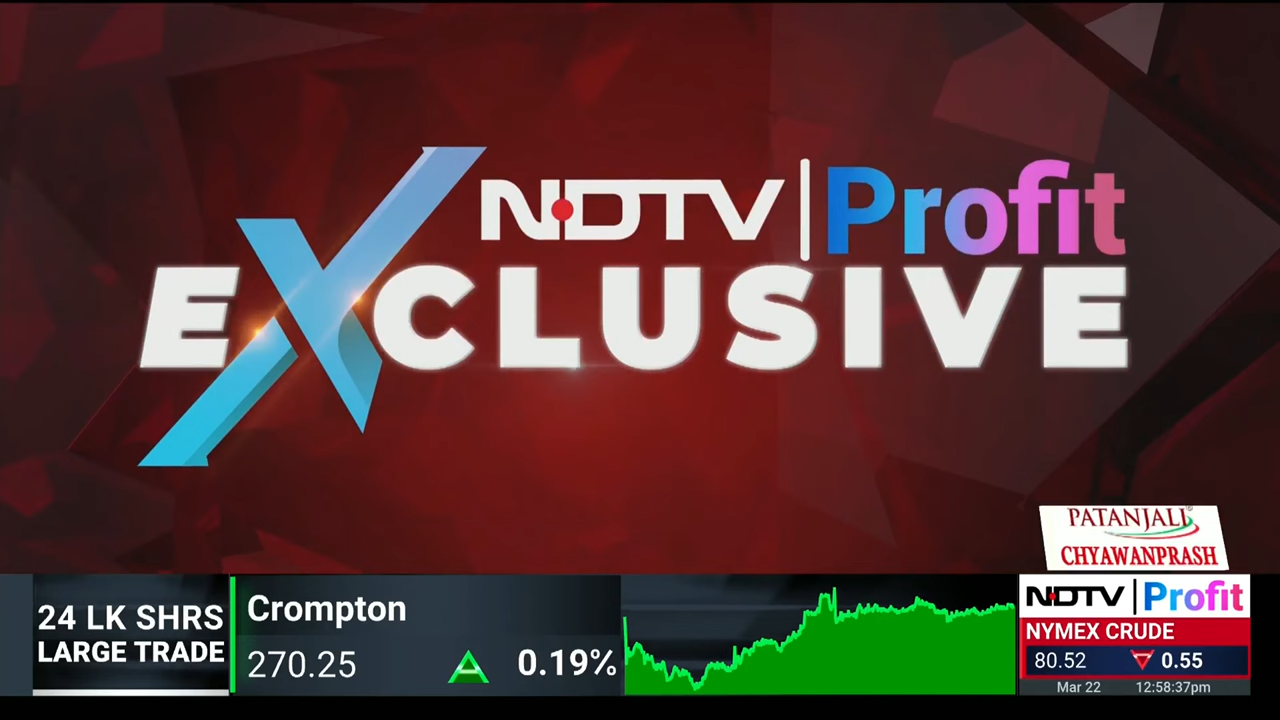 NDTV | Profit
EXCLUSIVE
PATANJALI
CHYAWANPRASH
24 LK SHRS
LARGE TRADE
Crompton
270.25 0.19%
NDTV | Profit
NYMEX CRUDE
80.52 0.55
Mar 22 12:58:37pm